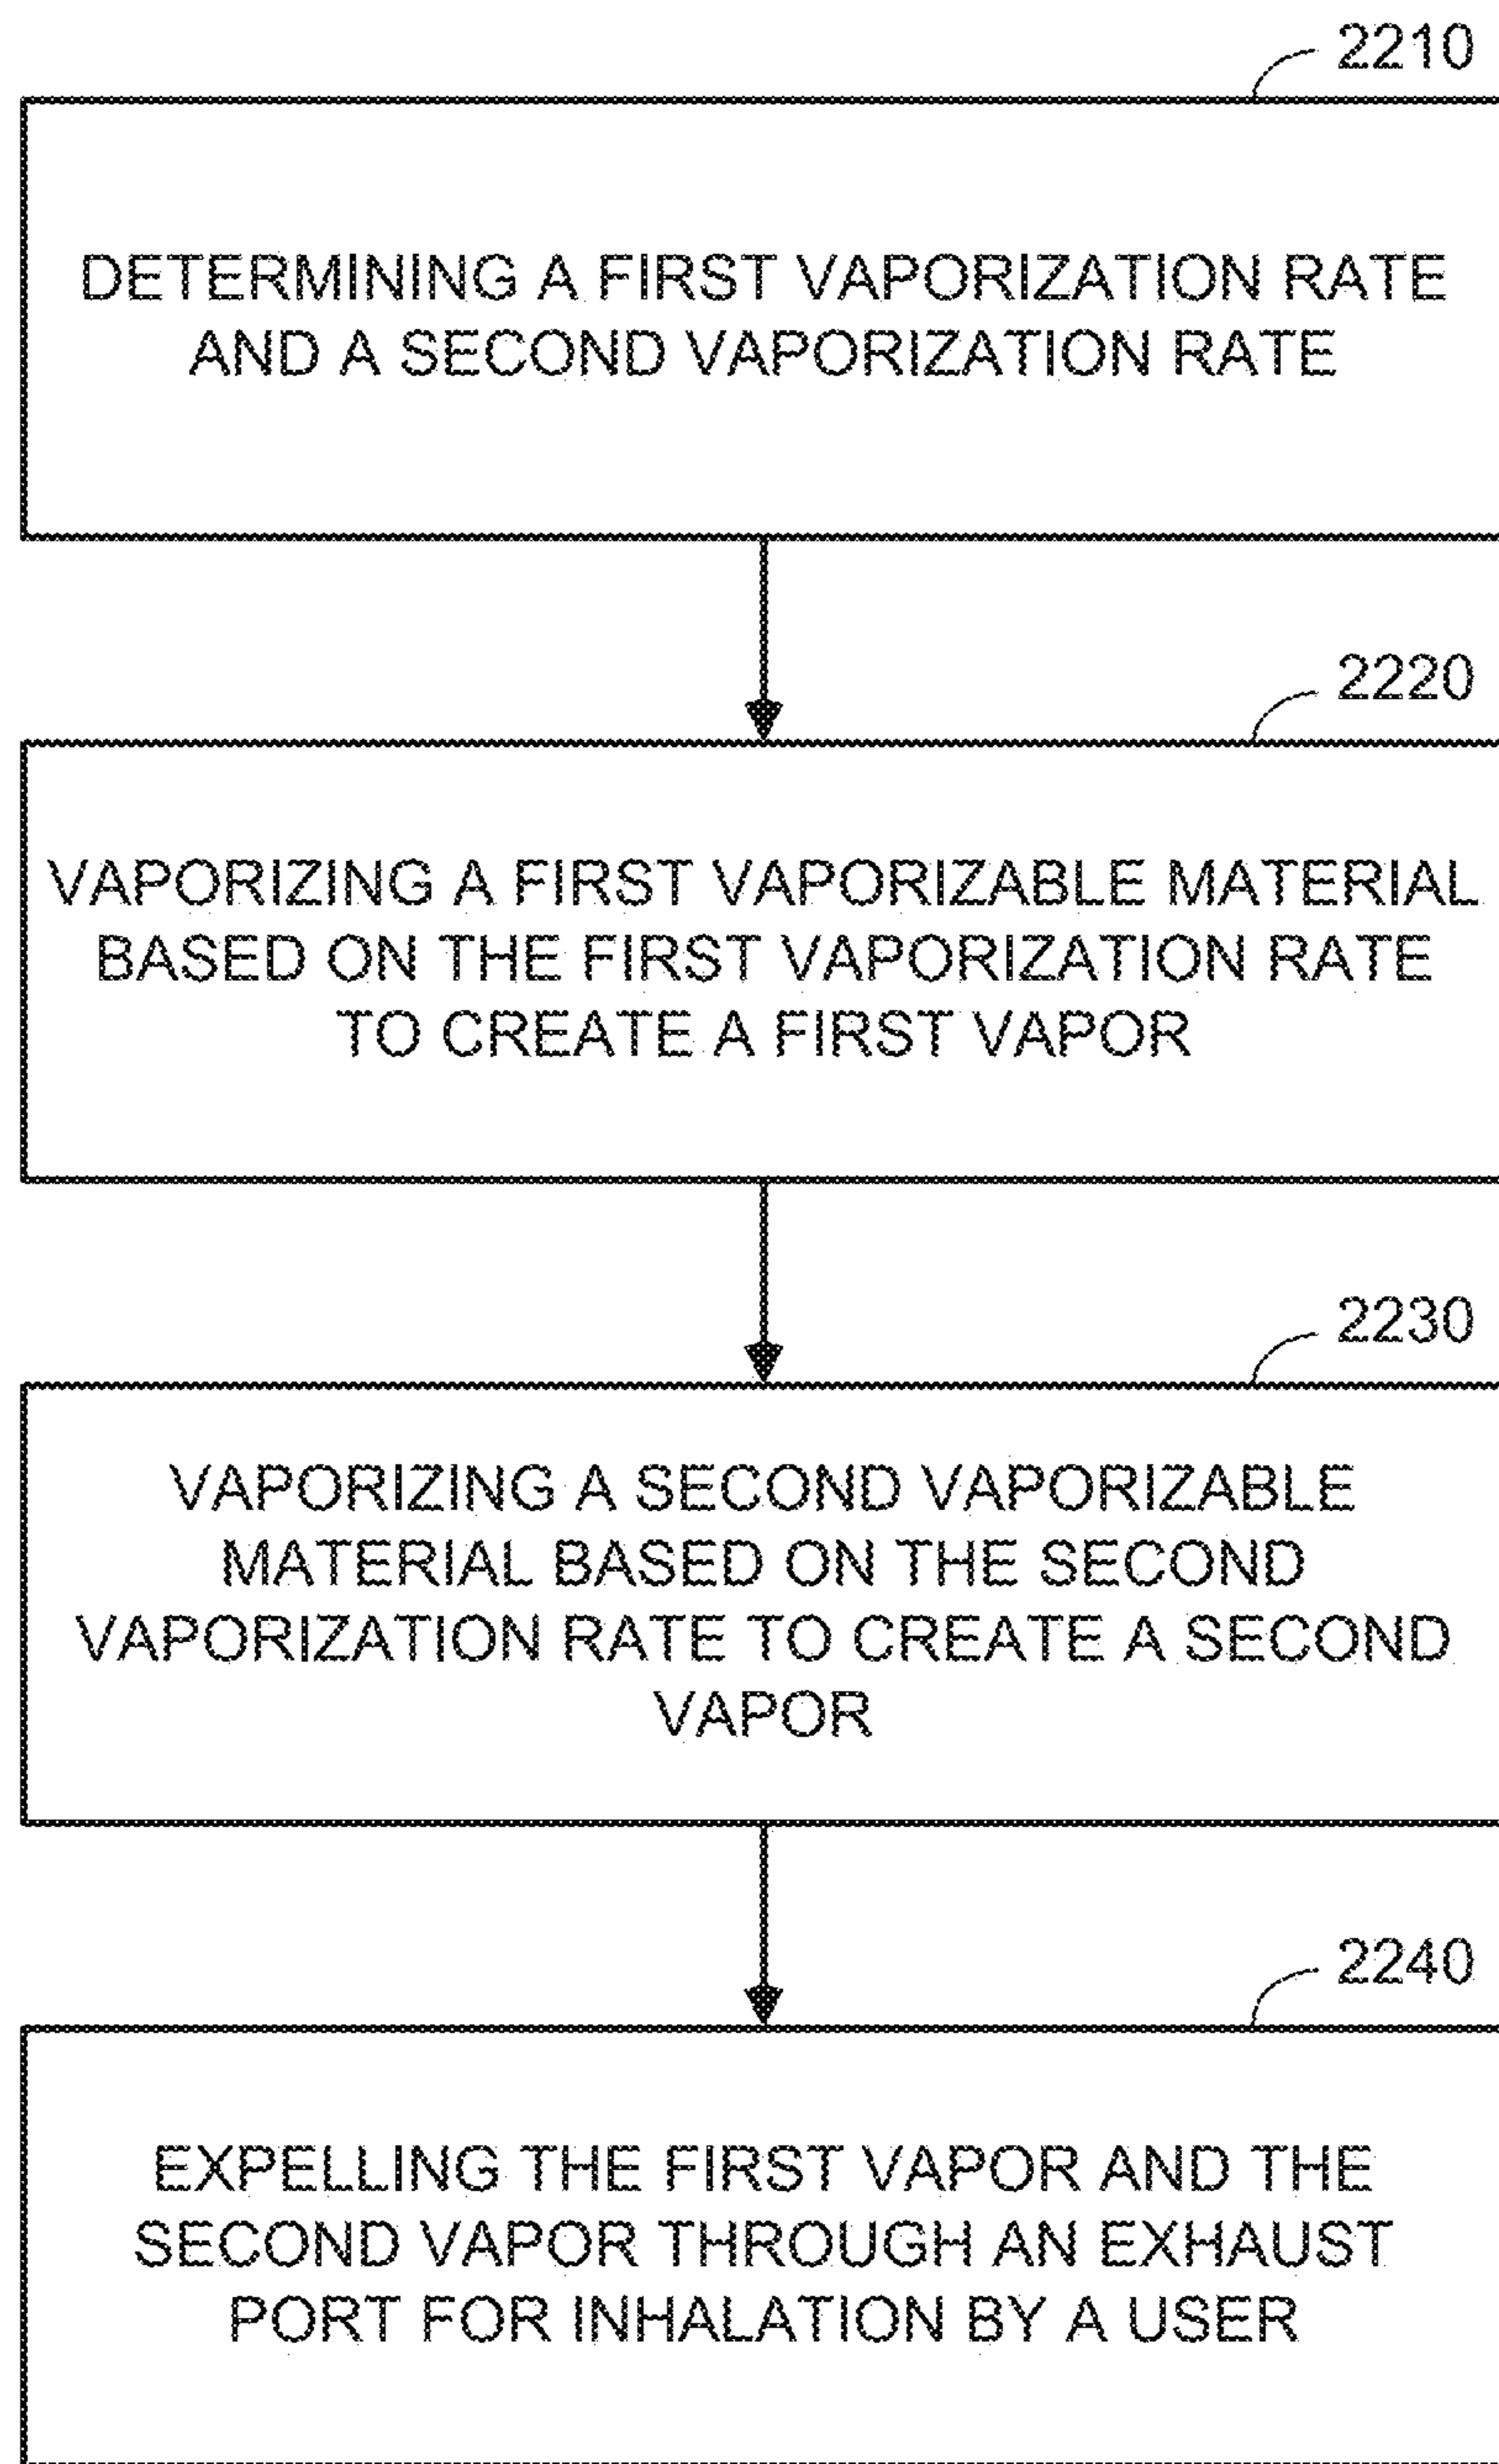 2210
DETERMINING A FIRST VAPORIZATION RATE
AND A SECOND VAPORIZATION RATE
2220
VAPORIZING A FIRST VAPORIZABLE MATERIAL
BASED ON THE FIRST VAPORIZATION RATE
TO CREATE A FIRST VAPOR
2230
VAPORIZING A SECOND VAPORIZABLE
MATERIAL BASED ON THE SECOND
VAPORIZATION RATE TO CREATE A SECOND
VAPOR
2240
EXPELLING THE FIRST VAPOR AND THE
SECOND VAPOR THROUGH AN EXHAUST
PORT FOR INHALATION BY A USER